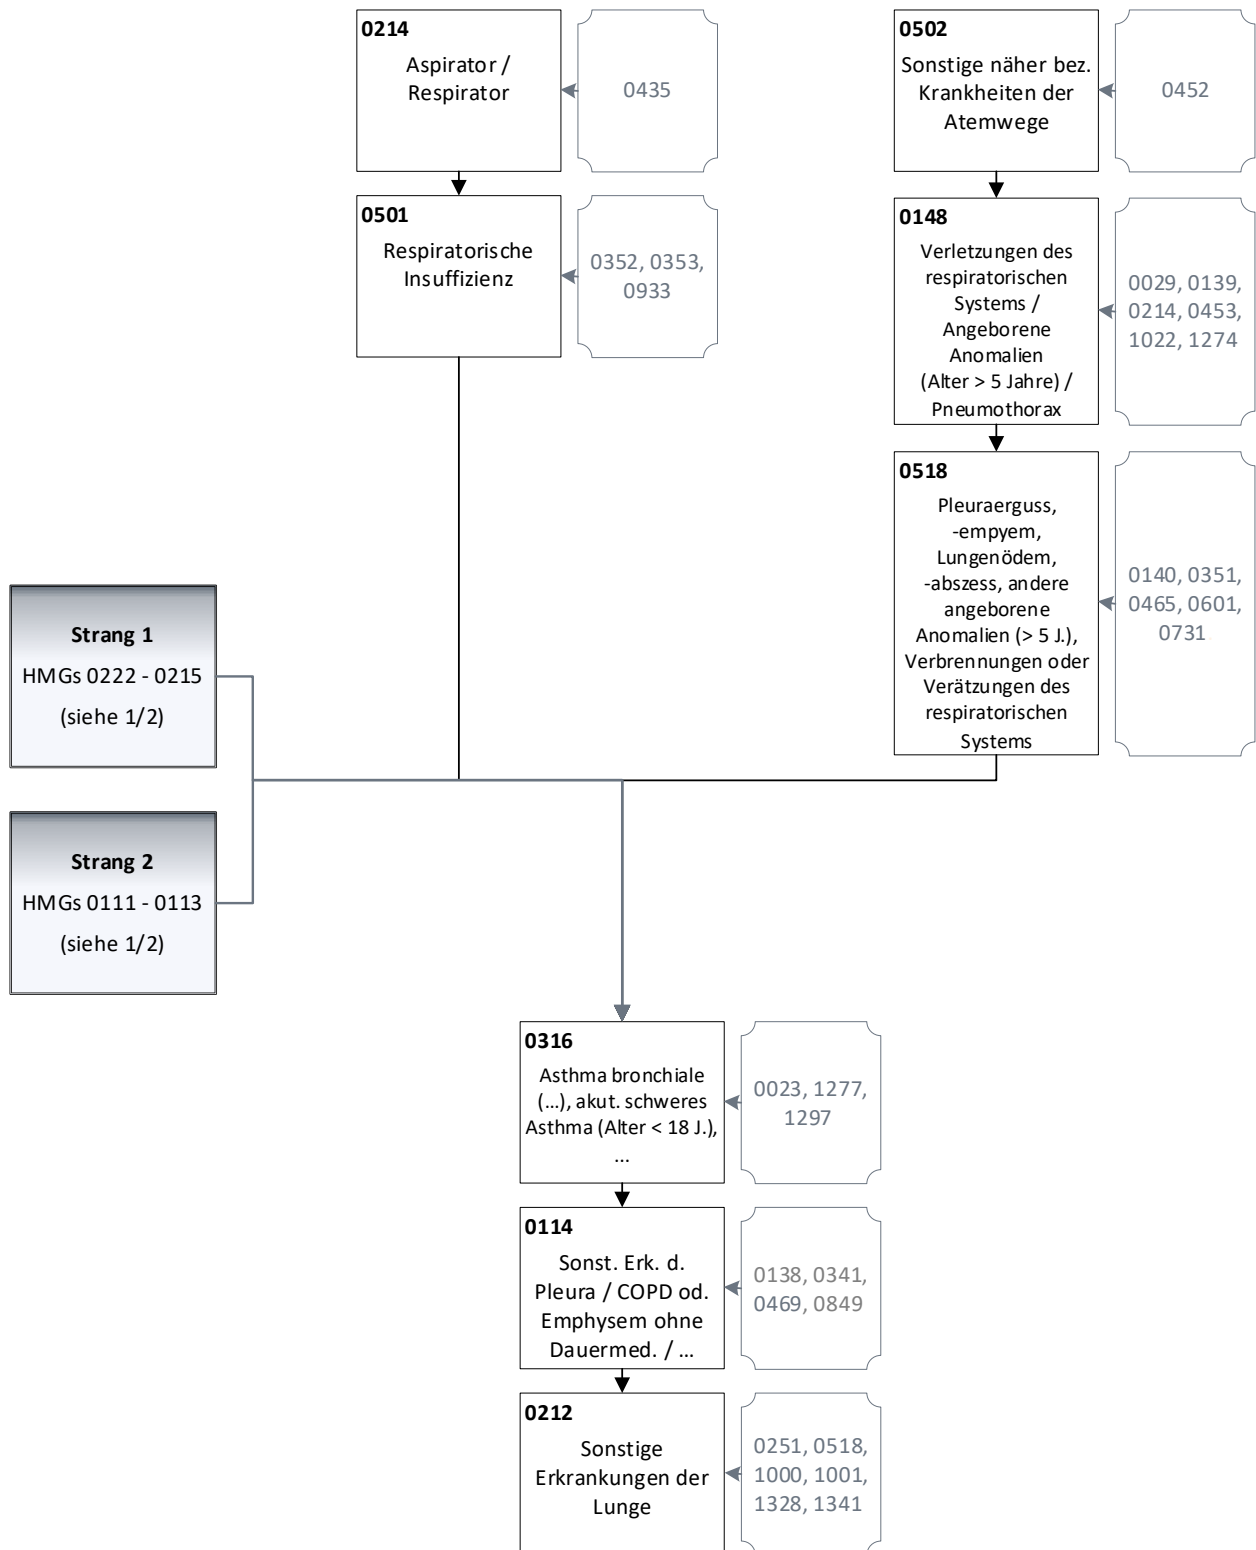 0214
Aspirator /
Respirator
0435
0502
Sonstige näher bez.
Krankheiten der
Atemwege
0452
0501
Respiratorische
Insuffizienz
0352, 0353,
0933
0148
Verletzungen des
respiratorischen
Systems /
Angeborene
Anomalien
(Alter > 5 Jahre) /
Pneumothorax
0029, 0139,
0214, 0453,
1022, 1274
0518
Pleuraerguss,
-empyem,
Lungenödem,
-abszess, andere
angeborene
Anomalien (> 5 J.),
Verbrennungen oder
Verätzungen des
respiratorischen
Systems
0140, 0351,
0465, 0601,
0731
Strang 1
HMGs 0222 - 0215
(siehe 1/2)
Strang 2
HMGs 0111 - 0113
(siehe 1/2)
0316
Asthma bronchiale
(...), akut. schweres
Asthma (Alter < 18 J.),
...
0023, 1277,
1297
0114
Sonst. Erk. d.
Pleura / COPD od.
Emphysem ohne
Dauermed. / ...
0138, 0341,
0469, 0849
0212
Sonstige
Erkrankungen der
Lunge
0251, 0518,
1000, 1001,
1328, 1341